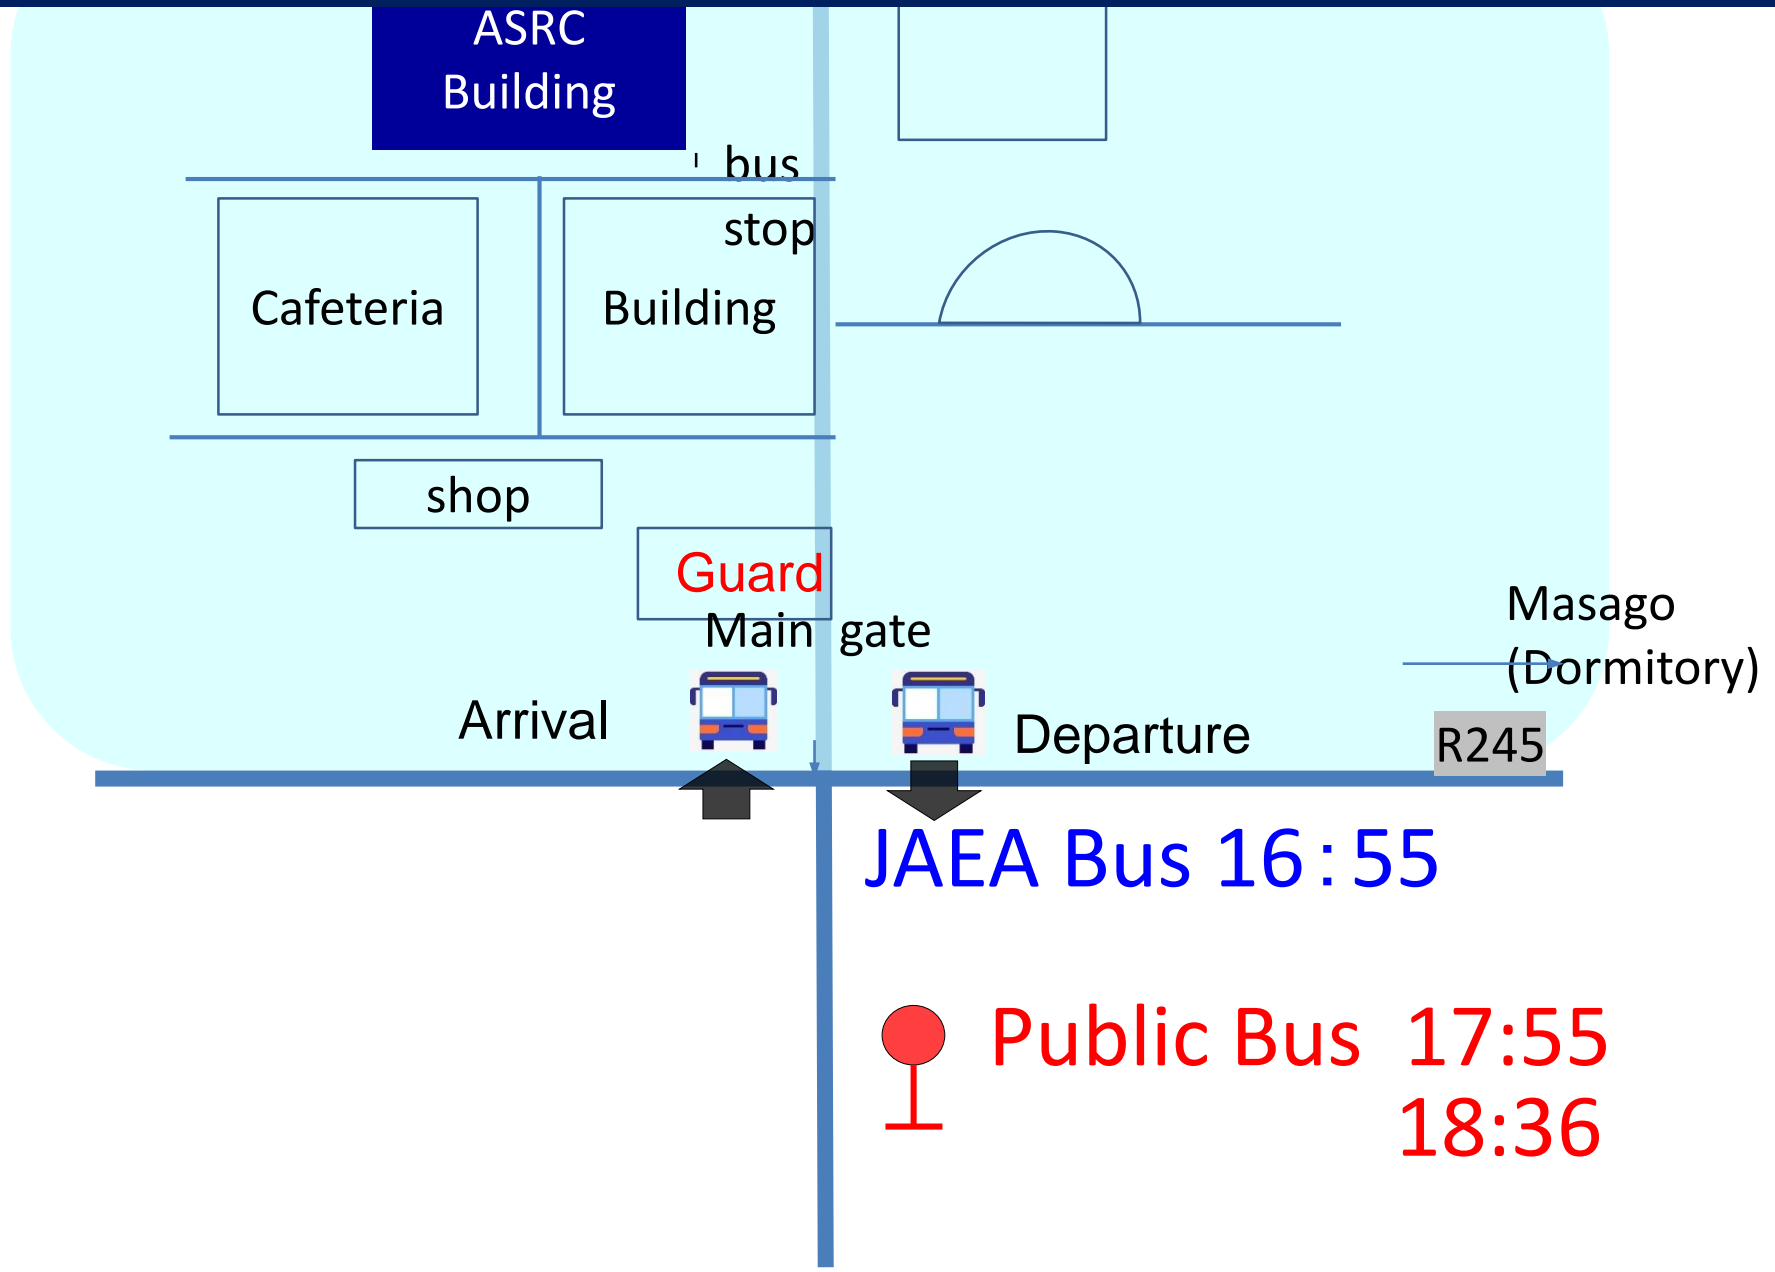 ASRC
Building
bus
stop
Cafeteria
Building
shop
Guard
Main gate
Masago
(Dormitory)
Arrival
Departure
R245
JAEA Bus 16:55
Public Bus 17:55
18:36